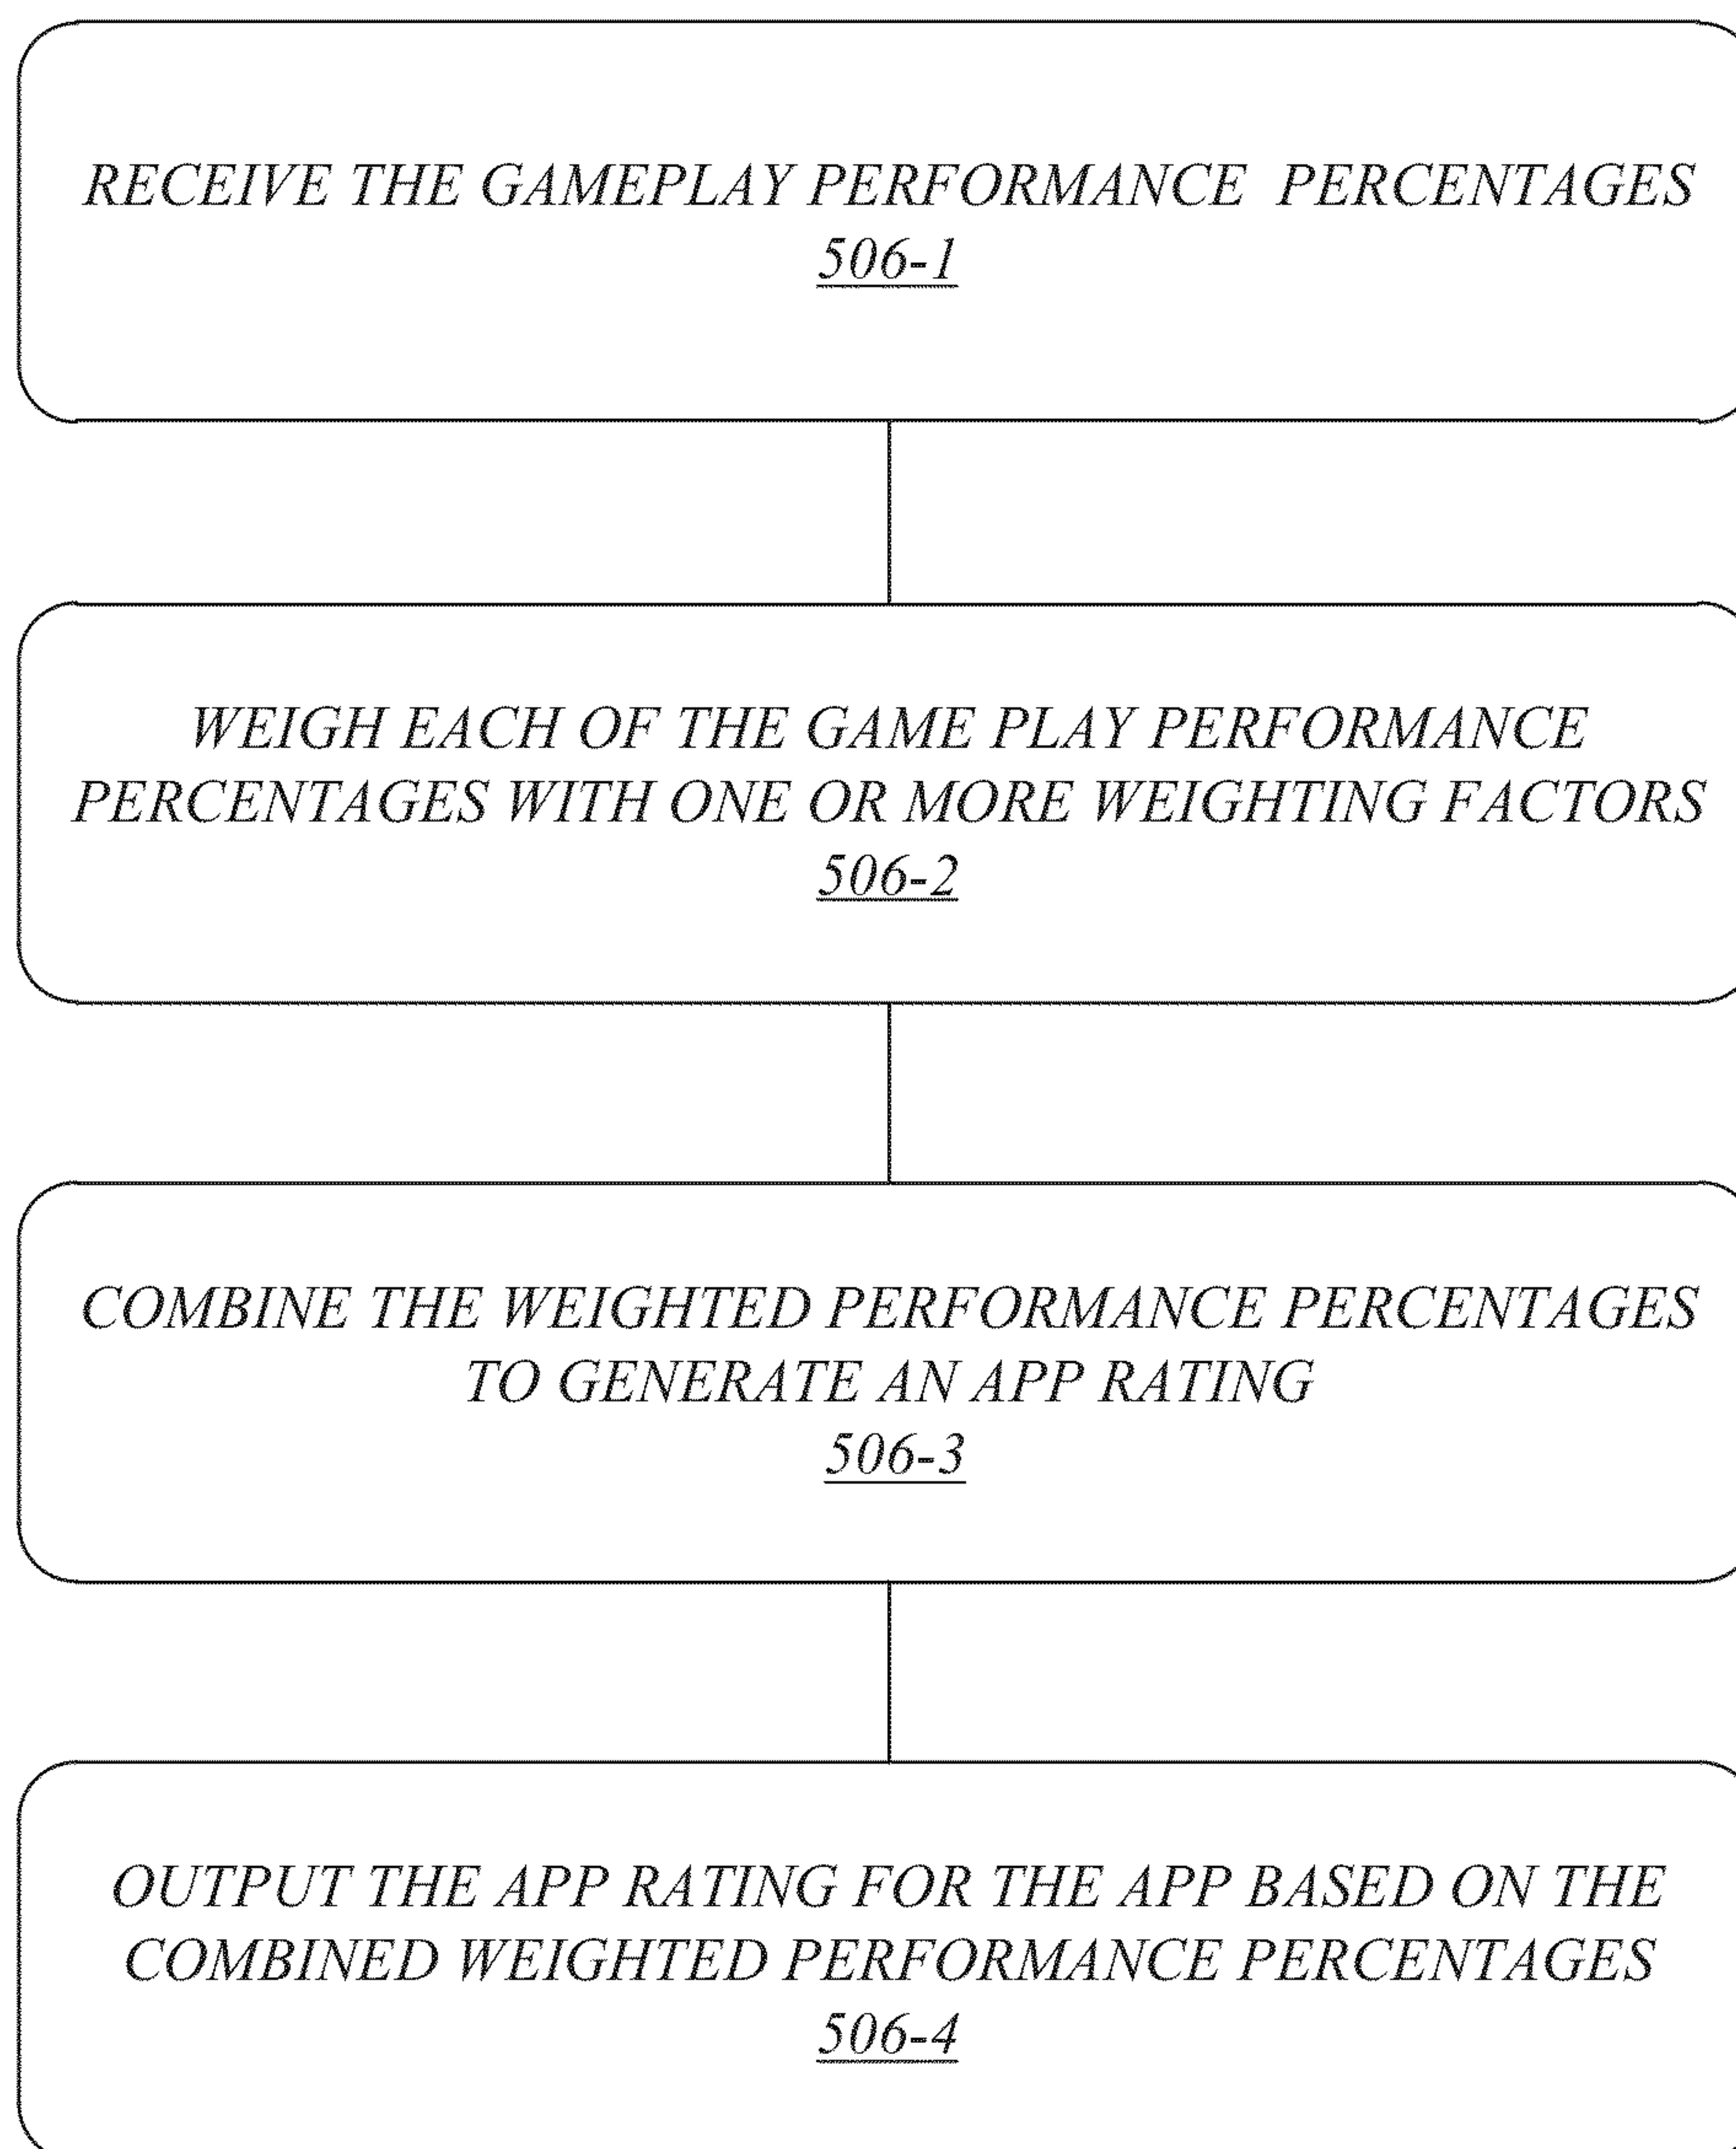 RECEIVE THE GAMEPLAY PERFORMANCE PERCENTAGES
506-1
WEIGH EACH OF THE GAME PLAY PERFORMANCE
PERCENTAGES WITH ONE OR MORE WEIGHTING FACTORS
506-2
COMBINE THE WEIGHTED PERFORMANCE PERCENTAGES
TO GENERATE AN APP RATING
506-3
OUTPUT THE APP RATING FOR THE APP BASED ON THE
COMBINED WEIGHTED PERFORMANCE PERCENTAGES
506-4